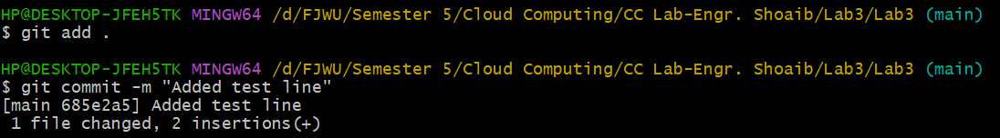 HP@DESKTOP-JFEH5TK MINGW64 /d/FJWU/Semester 5/Cloud Computing/CC Lab-Engr. Shoaib/Lab3/Lab3 (main)
$ git add .
HP@DESKTOP-JFEH5TK MINGW64 /d/FJWU/Semester 5/Cloud Computing/CC Lab-Engr. Shoaib/Lab3/Lab3 (main)
$ git commit -m "Added test line"
[main 685e2a5] Added test line
1 file changed, 2 insertions(+)